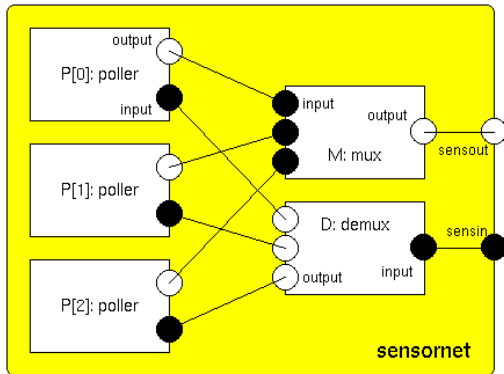 output
P[0]: poller
input
input
output
M: mux
sensout
P[1]: poller
D: demux
sensin
input
output
P[2]: poller
sensornet